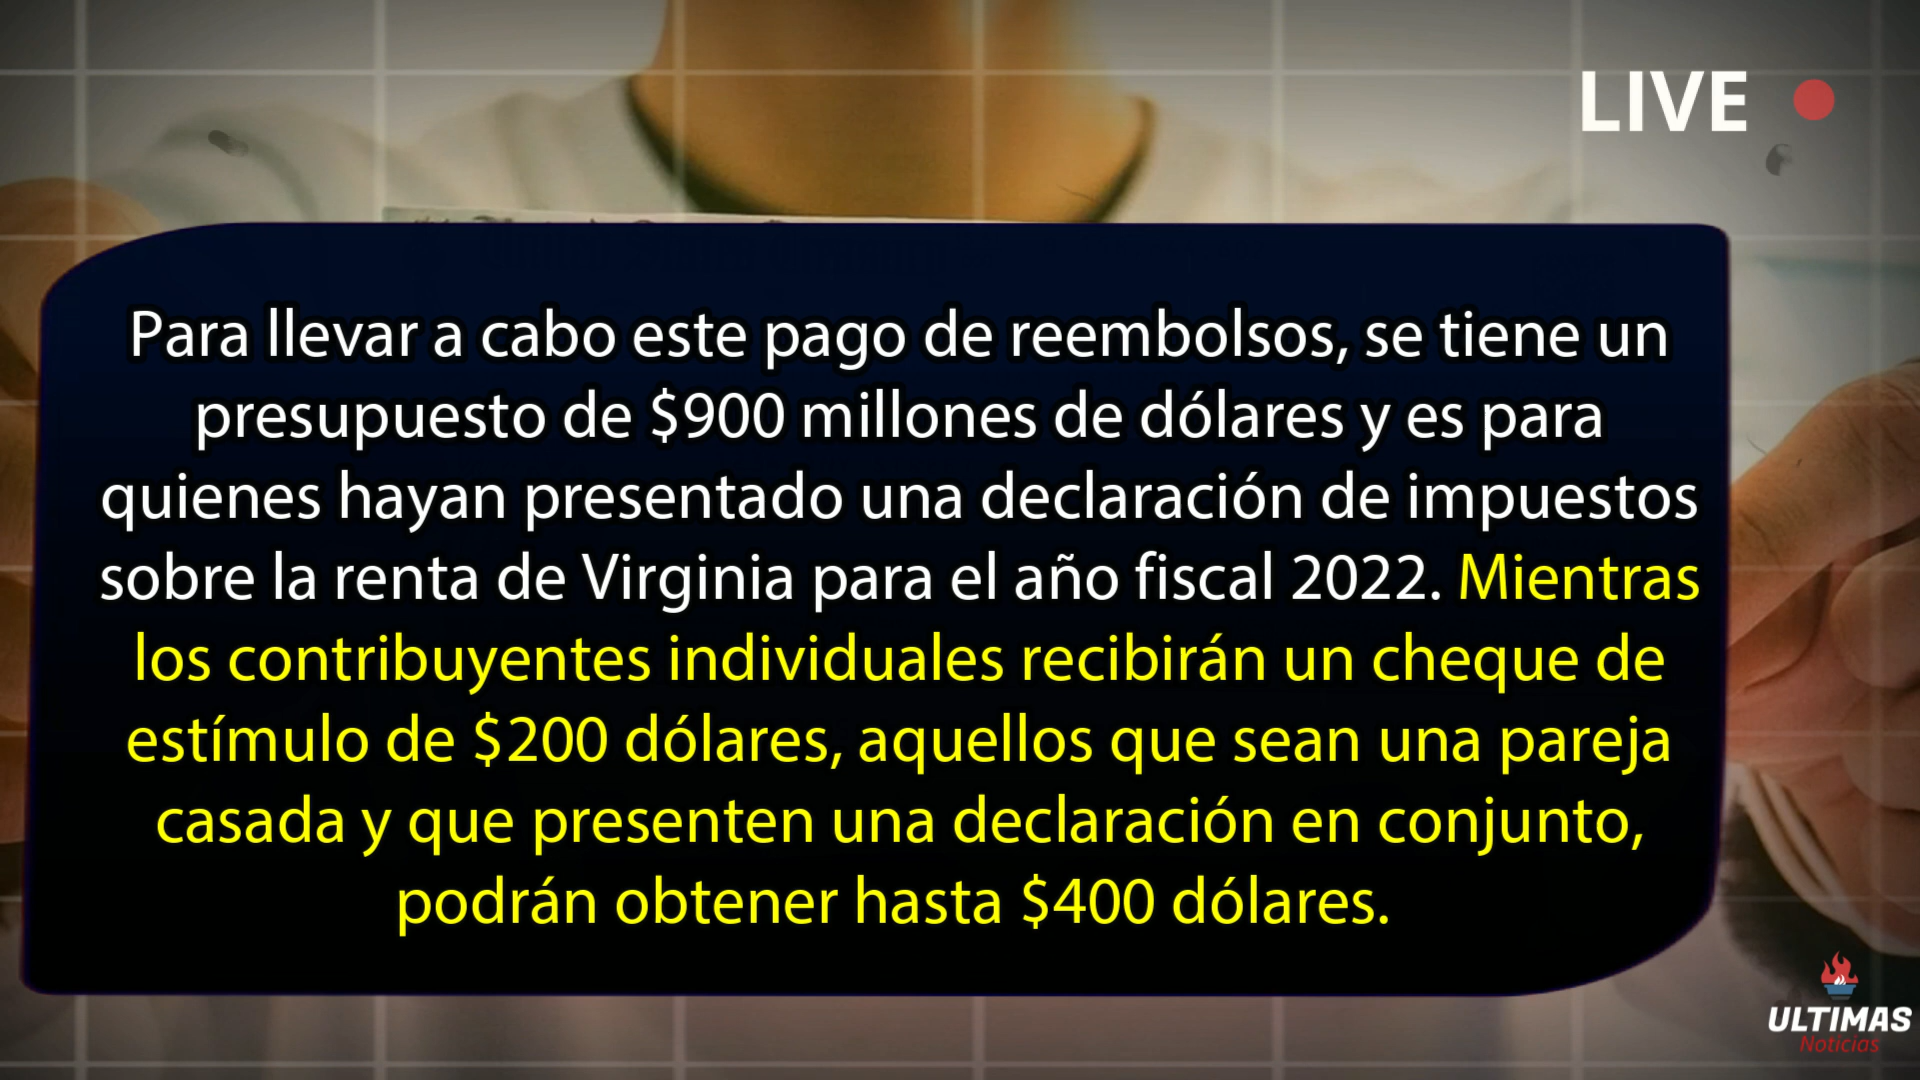 LIVE
Para llevar a cabo este pago de reembolsos, se tiene un
presupuesto de $900 millones de dólares y es para
quienes hayan presentado una declaración de impuestos
sobre la renta de Virginia para el año fiscal 2022. Mientras
los contribuyentes individuales recibirán un cheque de
estímulo de $200 dólares, aquellos que sean una pareja
casada y que presenten una declaración en conjunto,
podrán obtener hasta $400 dólares.
ULTIMAS
Noticias